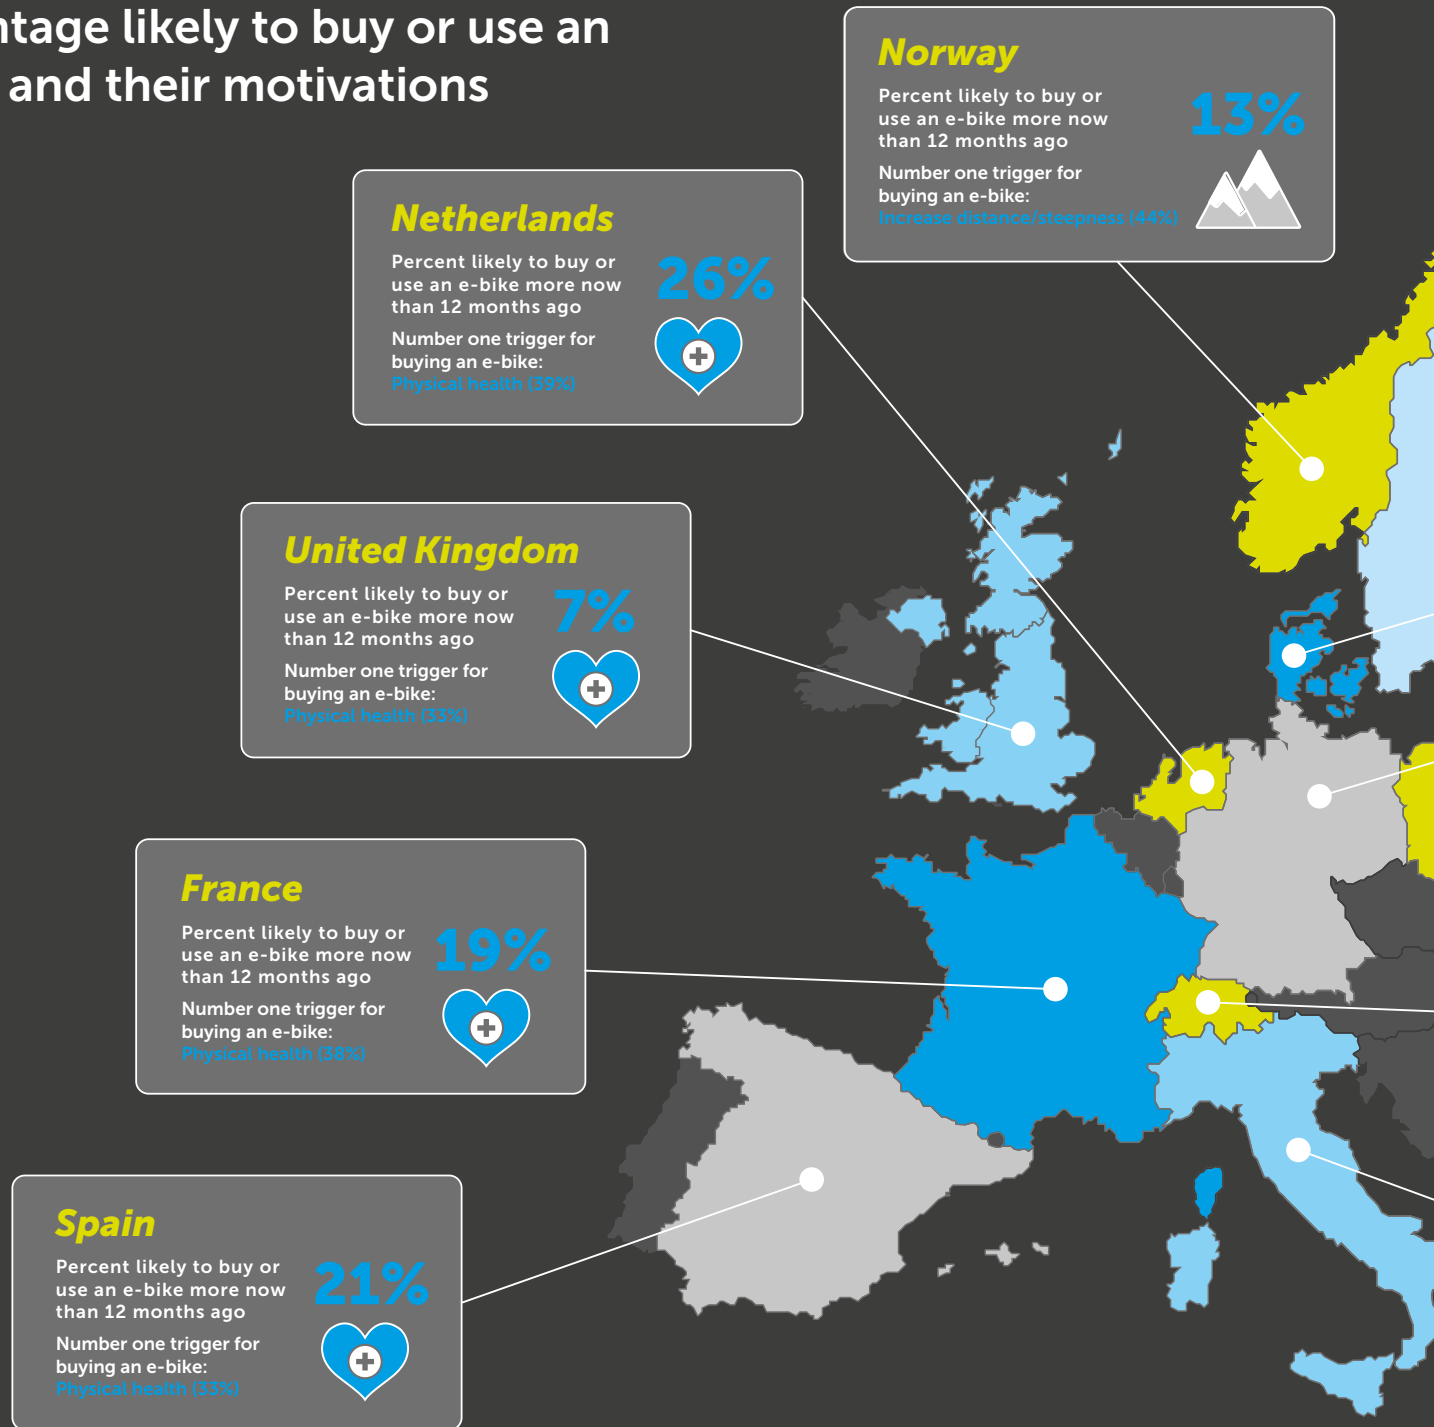 ntage likely to buy or use an
and their motivations
Norway
Percent likely to buy or
use an e-bike more now
than 12 months ago
13%
Number one trigger for
buying an e-bike:
Increase distance/steepness (44%)
Netherlands
Percent likely to buy or
use an e-bike more now
than 12 months ago
26%
Number one trigger for
buying an e-bike:
Physical health (39%)
United Kingdom
Percent likely to buy or
use an e-bike more now
than 12 months ago
7%
Number one trigger for
buying an e-bike:
Physical health (33%)
France
Percent likely to buy or
use an e-bike more now
than 12 months ago
19%
Number one trigger for
buying an e-bike:
Physical health (38%)
Spain
Percent likely to buy or
use an e-bike more now
than 12 months ago
21%
Number one trigger for
buying an e-bike:
Physical health (33%)